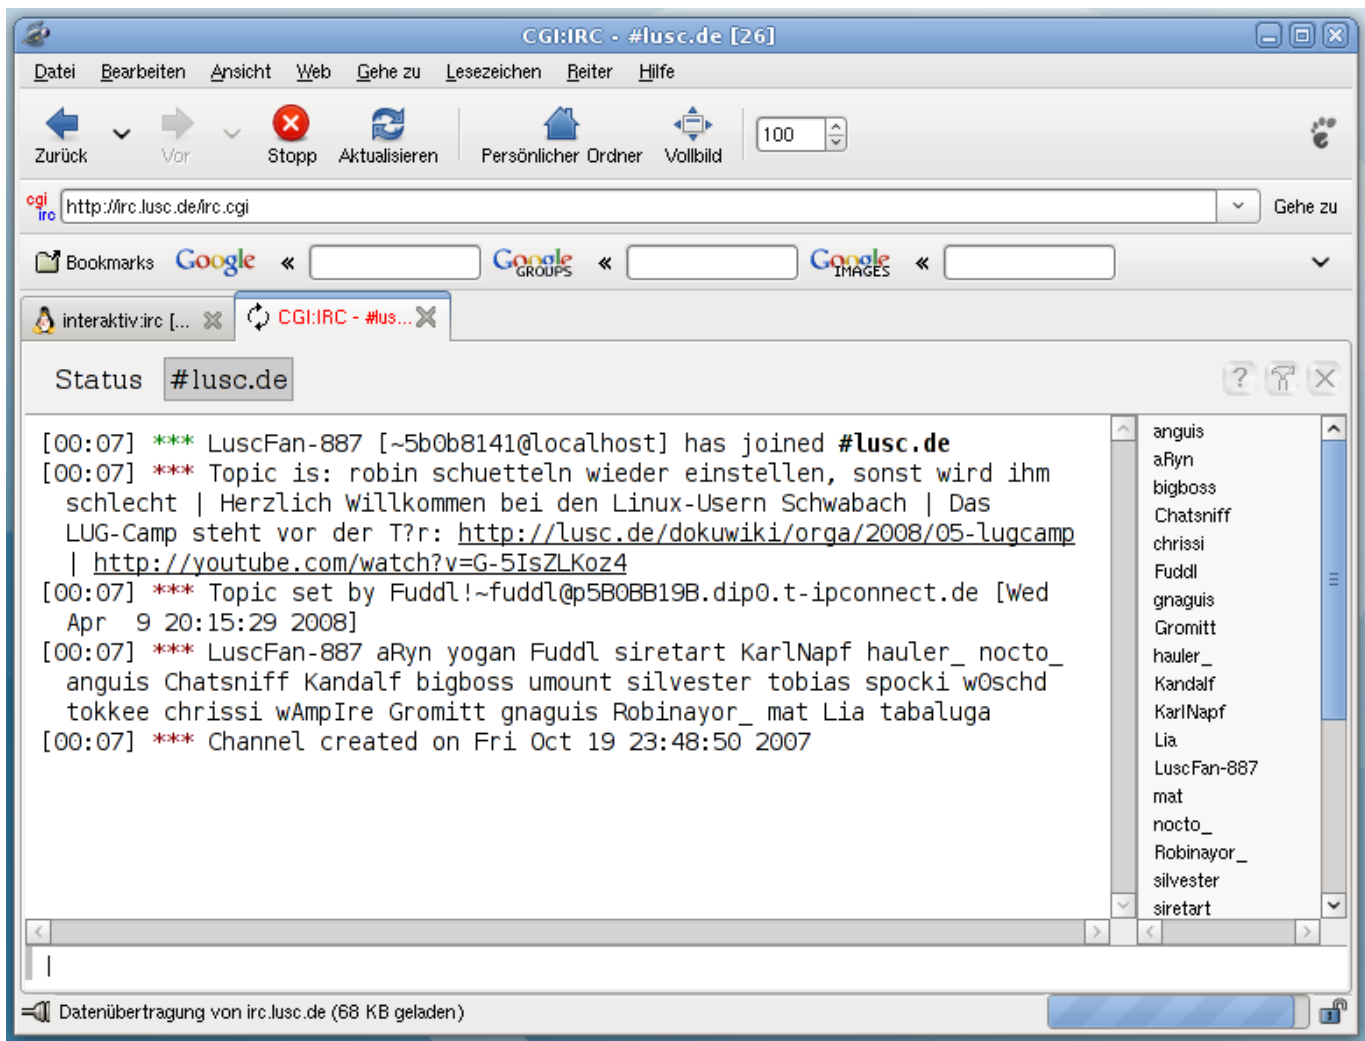 CGI:IRC - #lusc.de [26]
Datei Bearbeiten Ansicht Web Gehe zu Lesezeichen Reiter Hilfe
100
Zurück Vor Stopp Aktualisieren Persönlicher Ordner Vollbild
cgi irc http://irc.lusc.de/irc.cgi Gehe zu
Bookmarks Google « Google GROUPS « Google IMAGES «
interaktiv:irc [... CGI:IRC - #lus...
Status #lusc.de ?
[00:07] *** LuscFan-887 [~5b0b8141@localhost] has joined #lusc.de
[00:07] *** Topic is: robin schuetteln wieder einstellen, sonst wird ihm
schlecht | Herzlich Willkommen bei den Linux-Usern Schwabach | Das
LUG-Camp steht vor der T?r: http://lusc.de/dokuwiki/orga/2008/05-lugcamp
| http://youtube.com/watch?v=G-5IsZLKoz4
[00:07] *** Topic set by Fuddl!~fuddl@p5B0BB19B.dip0.t-ipconnect.de [Wed
Apr  9 20:15:29 2008]
[00:07] *** LuscFan-887 aRyn yogan Fuddl siretart KarlNapf hauler_ nocto_
anguis Chatsniff Kandalf bigboss umount silvester tobias spocki w0schd
tokkee chrissi wAmpIre Gromitt gnaguis Robinayor_ mat Lia tabaluga
[00:07] *** Channel created on Fri Oct 19 23:48:50 2007
anguis
aRyn
bigboss
Chatsniff
chrissi
Fuddl
gnaguis
Gromitt
hauler_
Kandalf
KarlNapf
Lia
LuscFan-887
mat
nocto_
Robinayor_
silvester
siretart
Datenübertragung von irc.lusc.de (68 KB geladen)